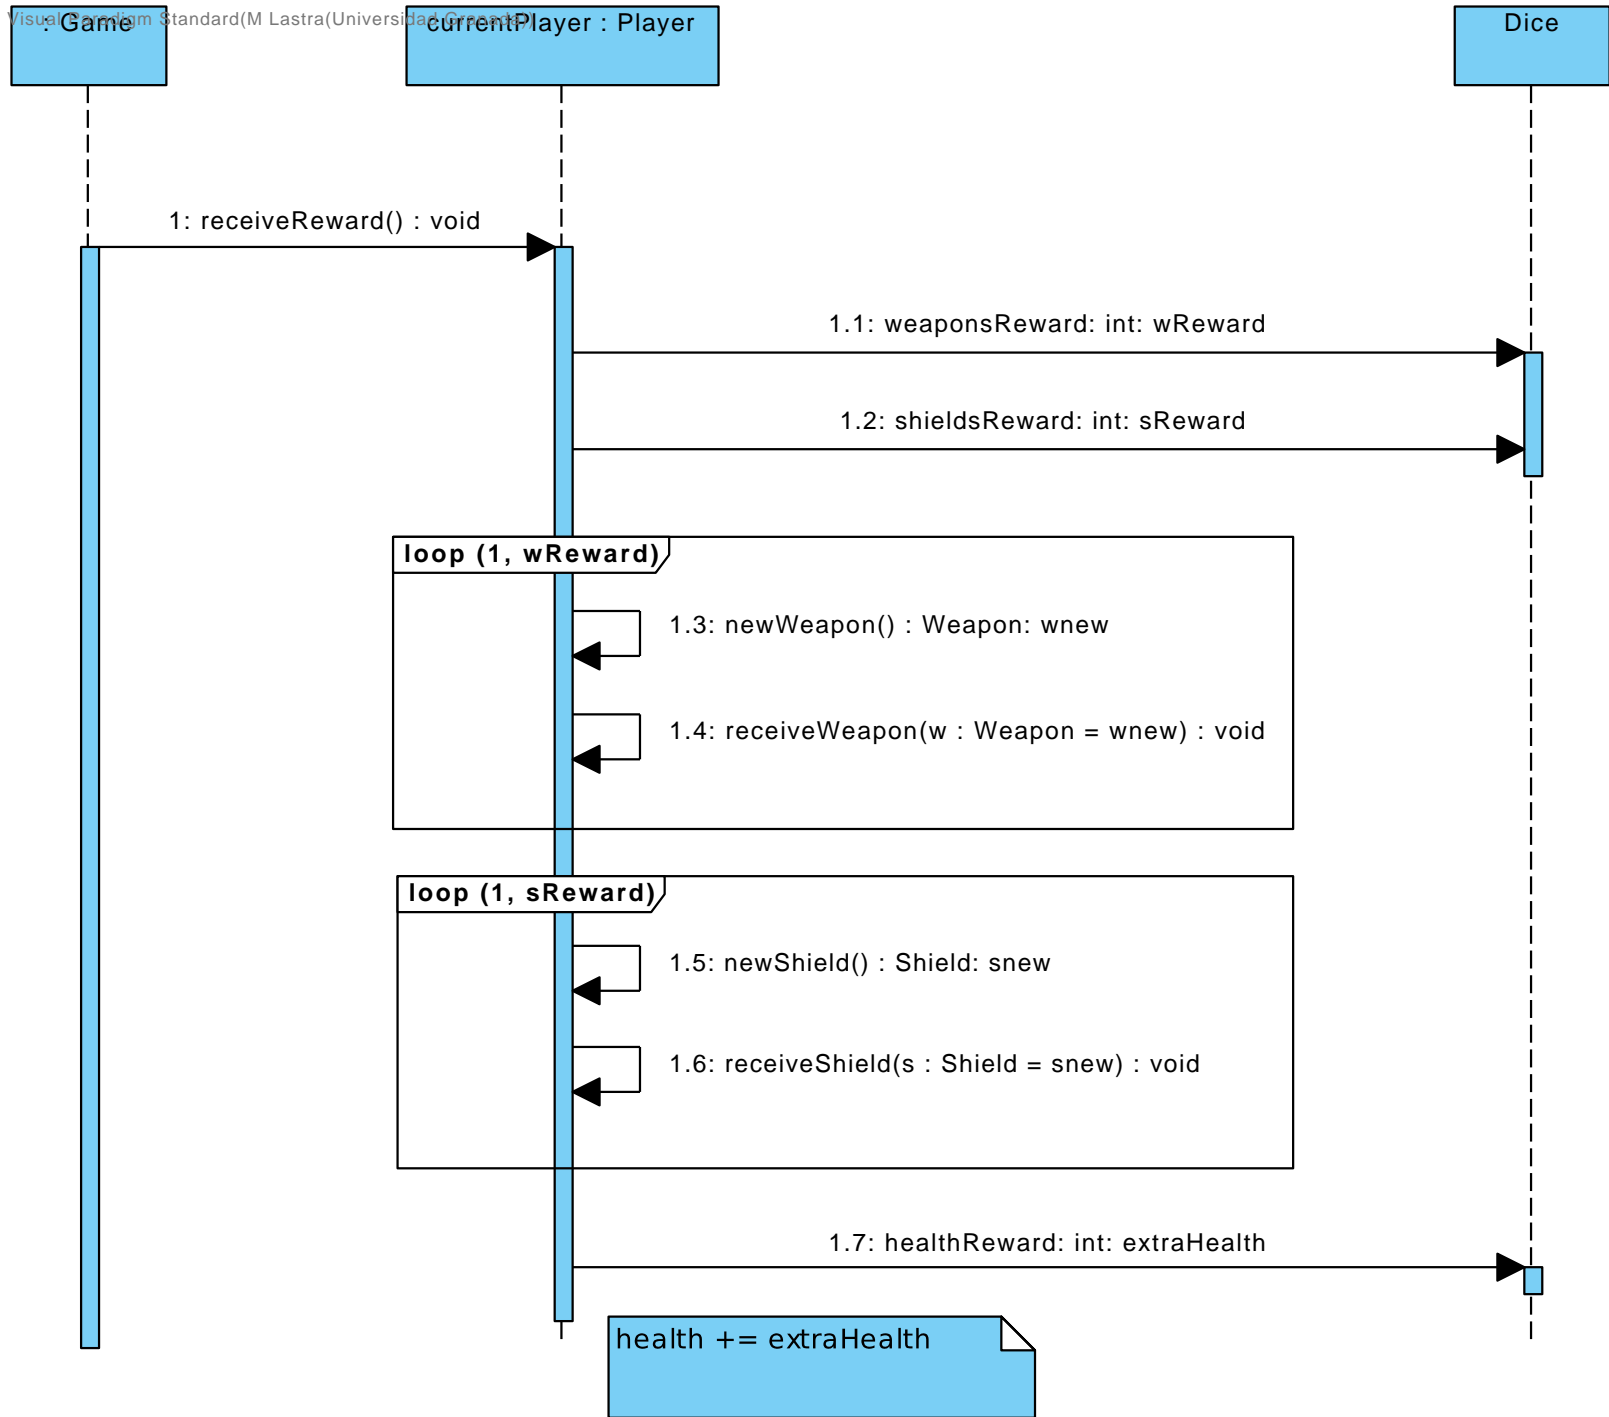 Visual Paradigm Standard(M Lastra(Universidad Granada))
: Game
currentPlayer : Player
Dice
1: receiveReward() : void
1.1: weaponsReward: int: wReward
1.2: shieldsReward: int: sReward
loop (1, wReward)
1.3: newWeapon() : Weapon: wnew
1.4: receiveWeapon(w : Weapon = wnew) : void
loop (1, sReward)
1.5: newShield() : Shield: snew
1.6: receiveShield(s : Shield = snew) : void
1.7: healthReward: int: extraHealth
health += extraHealth